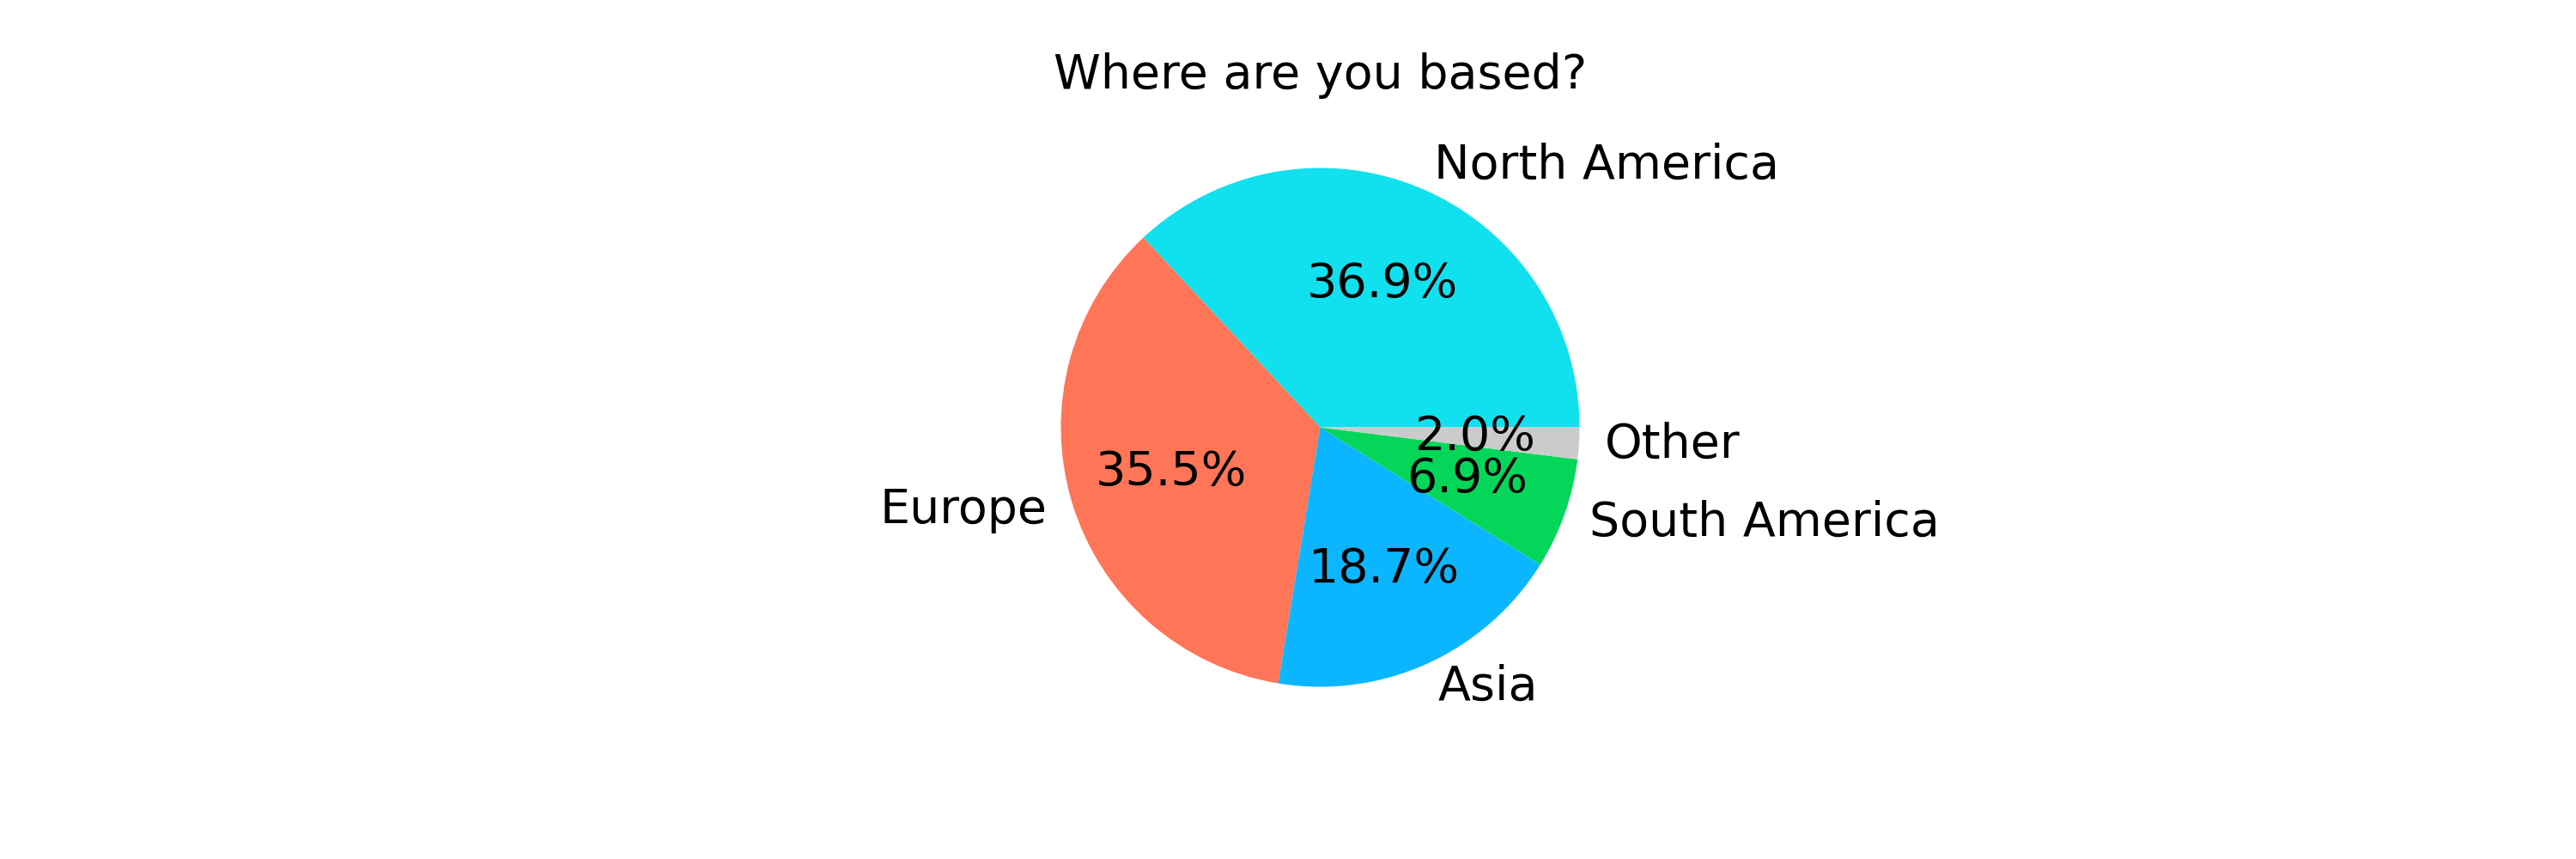 Where are you based?
North America
36.9%
2.0%
Other
35.5%
6.9%
Europe
South America
18.7%
Asia